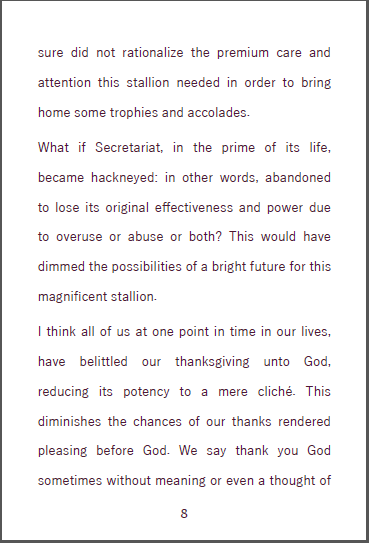 sure did not rationalize the premium care and
attention this stallion needed in order to bring
home some trophies and accolades.
What if Secretariat, in the prime of its life,
became hackneyed: in other words, abandoned
to lose its original effectiveness and power due
to overuse or abuse or both? This would have
dimmed the possibilities of a bright future for this
magnificent stallion.
I think all of us at one point in time in our lives,
have belittled our thanksgiving unto God,
reducing its potency to a mere cliché. This
diminishes the chances of our thanks rendered
pleasing before God. We say thank you God
sometimes without meaning or even a thought of
8